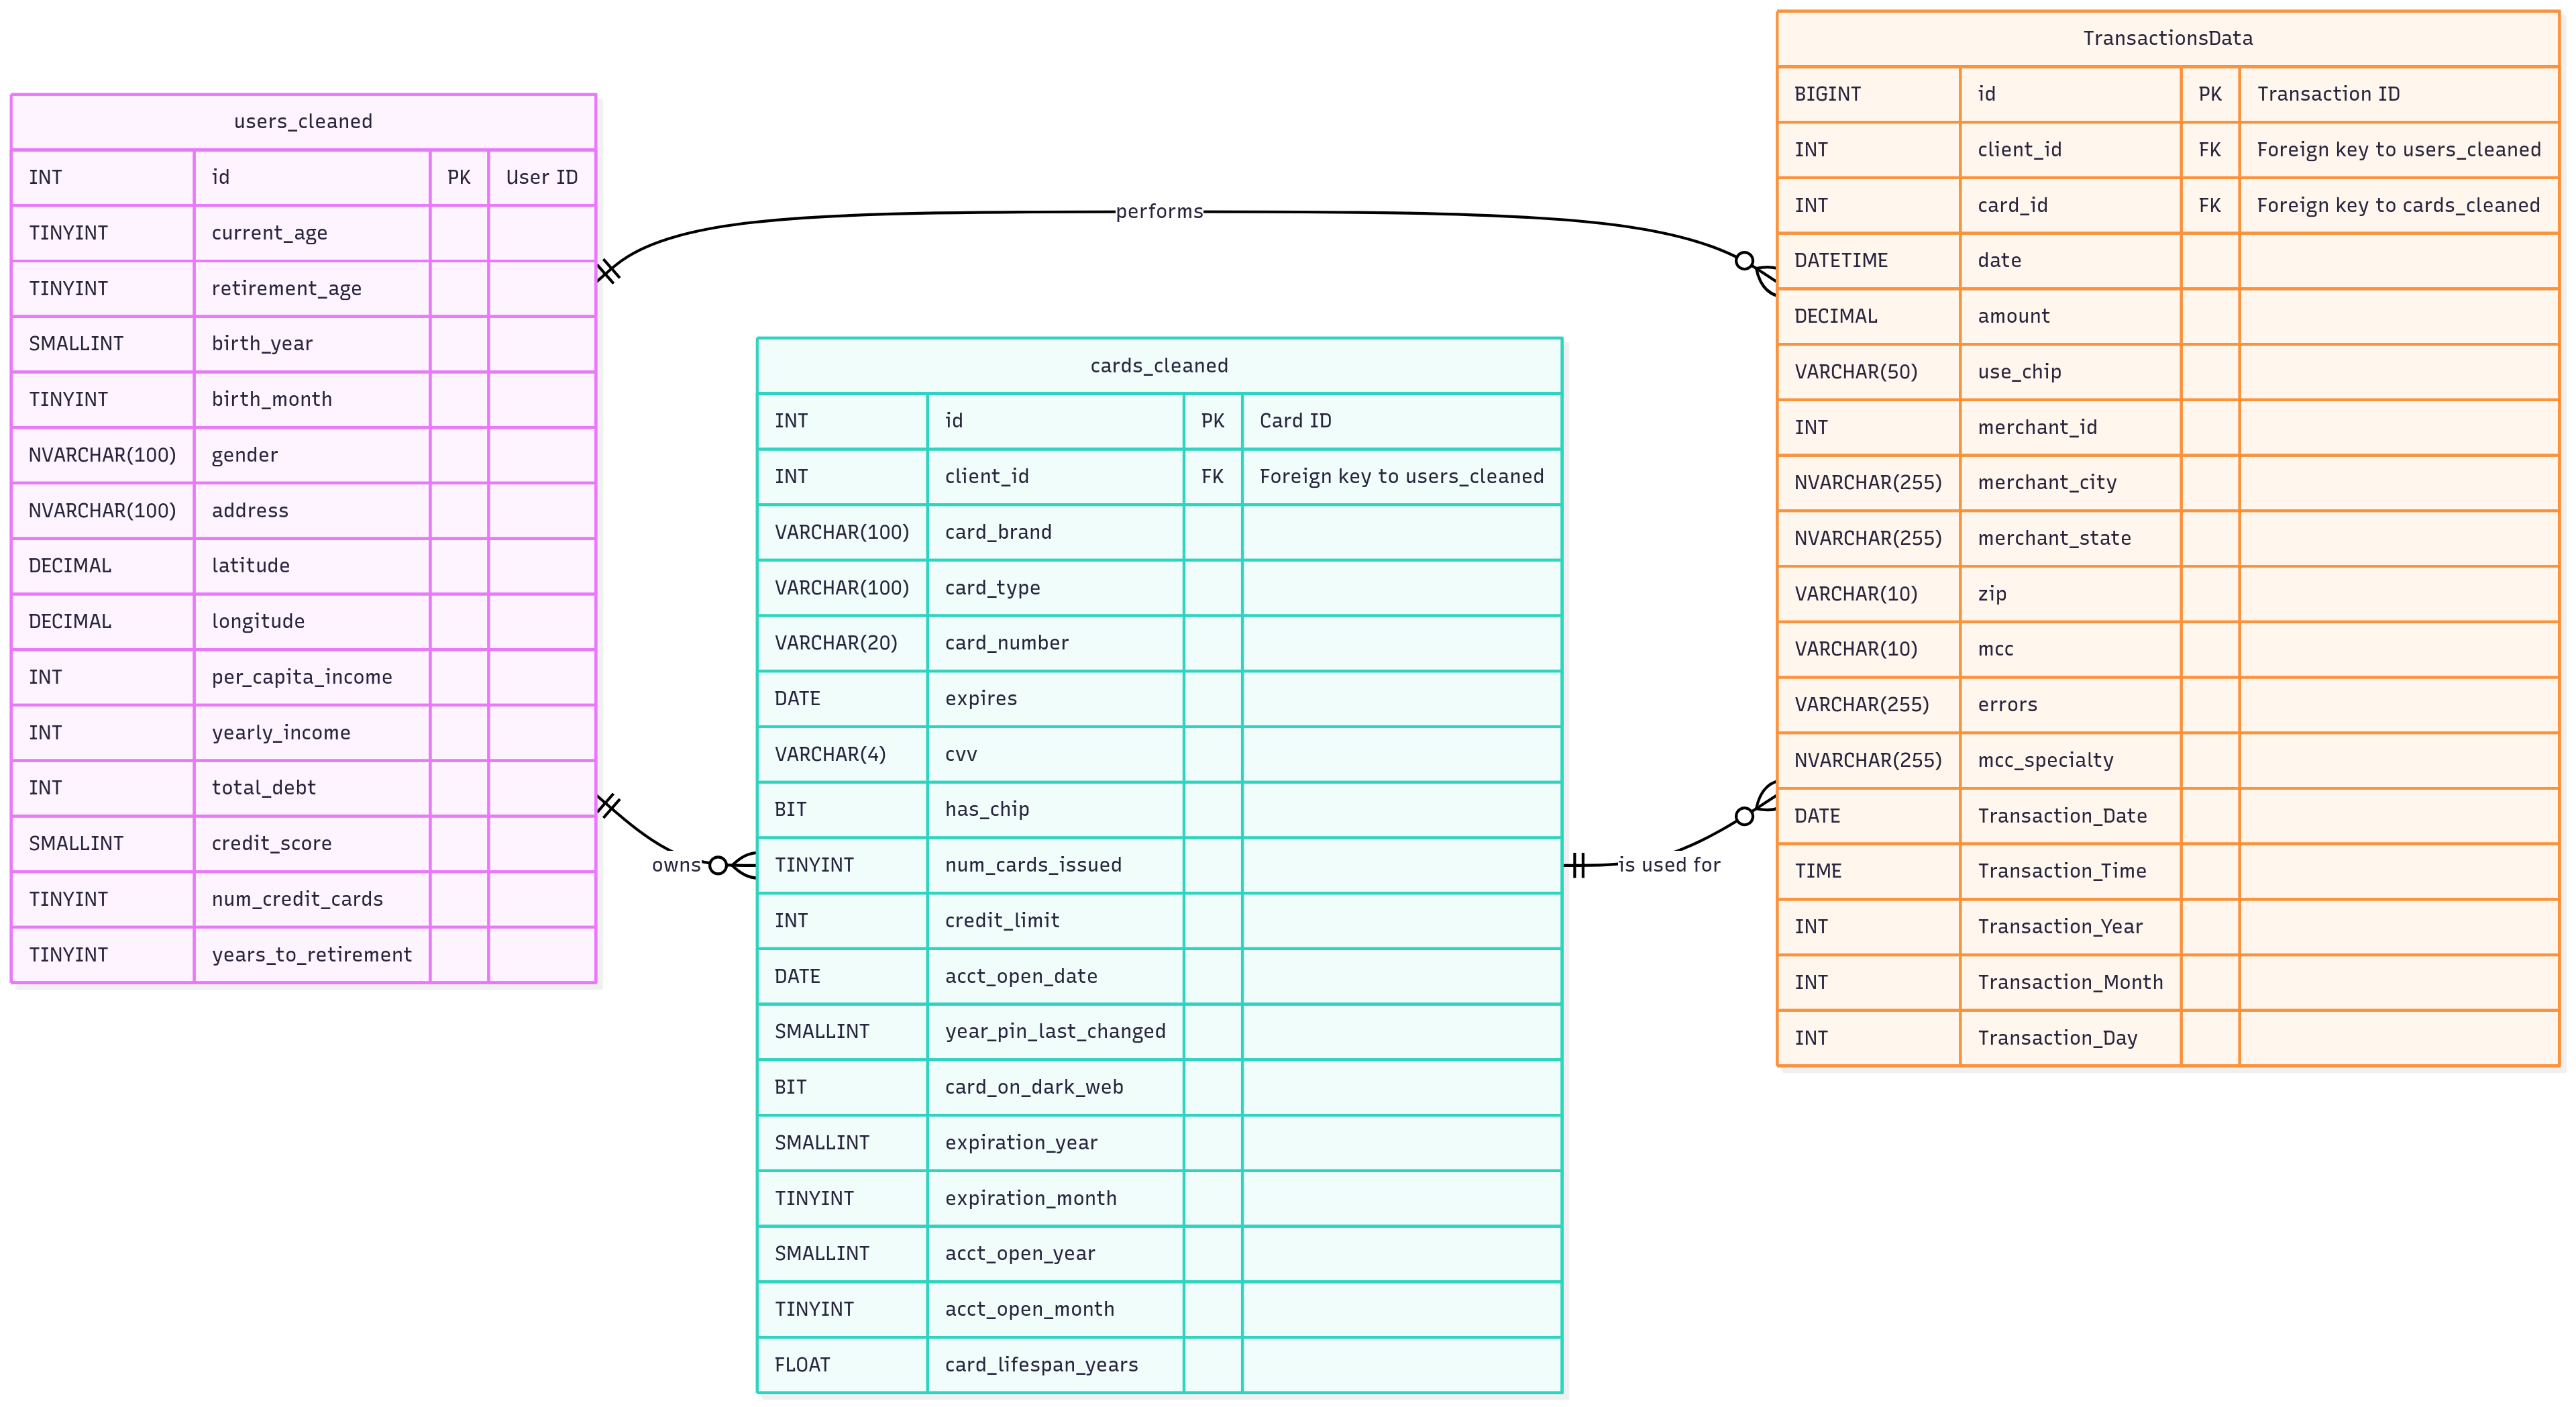 users_cleaned
INT id PK User ID
TINYINT current_age
TINYINT retirement_age
SMALLINT birth_year
TINYINT birth_month
NVARCHAR(100) gender
NVARCHAR(100) address
DECIMAL latitude
DECIMAL longitude
INT per_capita_income
INT yearly_income
INT total_debt
SMALLINT credit_score
TINYINT num_credit_cards
TINYINT years_to_retirement
performs
owns
cards_cleaned
INT id PK Card ID
INT client_id FK Foreign key to users_cleaned
VARCHAR(100) card_brand
VARCHAR(100) card_type
VARCHAR(20) card_number
DATE expires
VARCHAR(4) cvv
BIT has_chip
TINYINT num_cards_issued
INT credit_limit
DATE acct_open_date
SMALLINT year_pin_last_changed
BIT card_on_dark_web
SMALLINT expiration_year
TINYINT expiration_month
SMALLINT acct_open_year
TINYINT acct_open_month
FLOAT card_lifespan_years
is used for
TransactionsData
BIGINT id PK Transaction ID
INT client_id FK Foreign key to users_cleaned
INT card_id FK Foreign key to cards_cleaned
DATETIME date
DECIMAL amount
VARCHAR(50) use_chip
INT merchant_id
NVARCHAR(255) merchant_city
NVARCHAR(255) merchant_state
VARCHAR(10) zip
VARCHAR(10) mcc
VARCHAR(255) errors
NVARCHAR(255) mcc_specialty
DATE Transaction_Date
TIME Transaction_Time
INT Transaction_Year
INT Transaction_Month
INT Transaction_Day